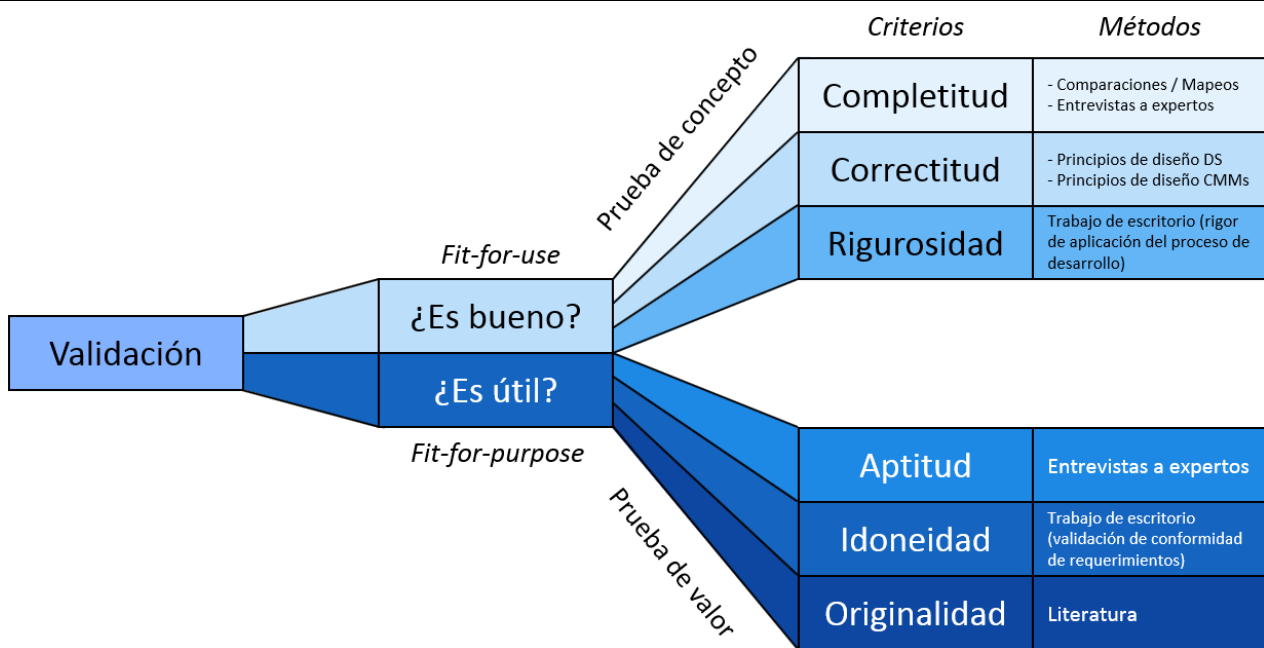 Criterios
Métodos
Prueba de concepto
Completitud
- Comparaciones / Mapeos
- Entrevistas a expertos
Correctitud
- Principios de diseño DS
- Principios de diseño CMMs
Rigurosidad
Trabajo de escritorio (rigor
de aplicación del proceso de
desarrollo)
Fit-for-use
¿Es bueno?
Validación
¿Es útil?
Fit-for-purpose
Prueba de valor
Aptitud
Entrevistas a expertos
Idoneidad
Trabajo de escritorio
(validación de conformidad
de requerimientos)
Originalidad
Literatura